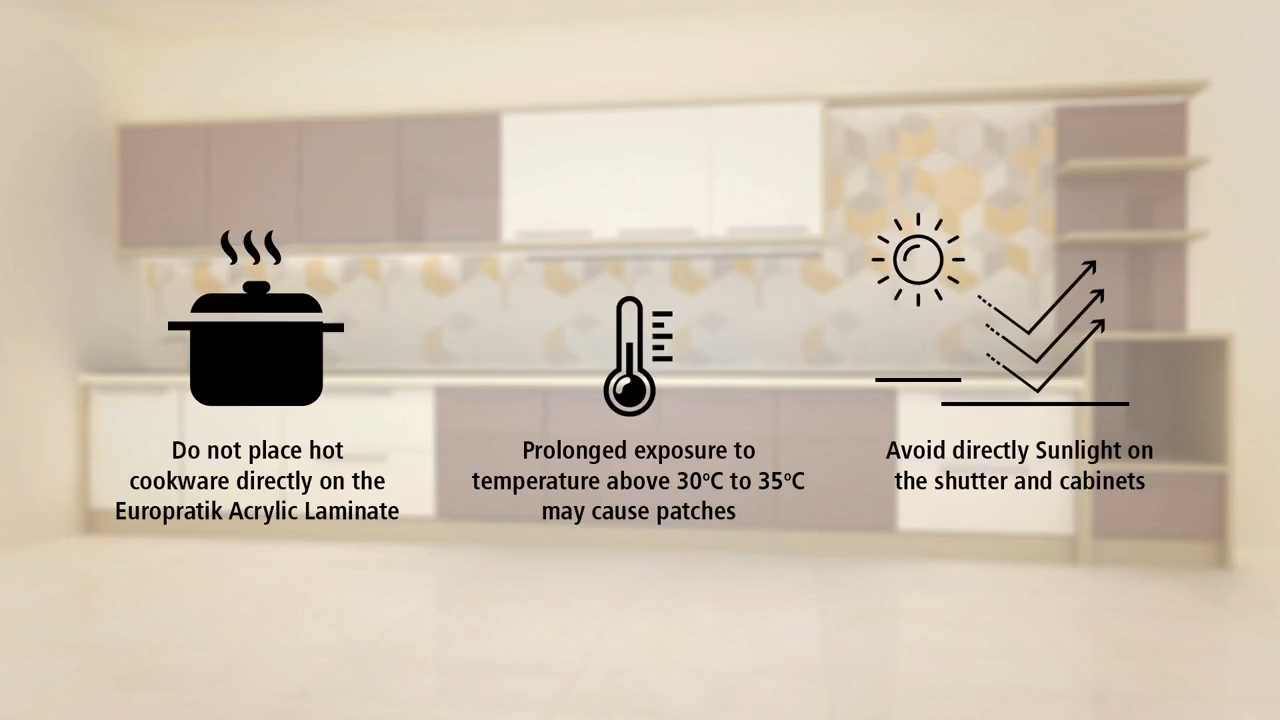 Do not place hot
cookware directly on the
Europratik Acrylic Laminate
Prolonged exposure to
temperature above 30ºC to 35ºC
may cause patches
Avoid directly Sunlight on
the shutter and cabinets